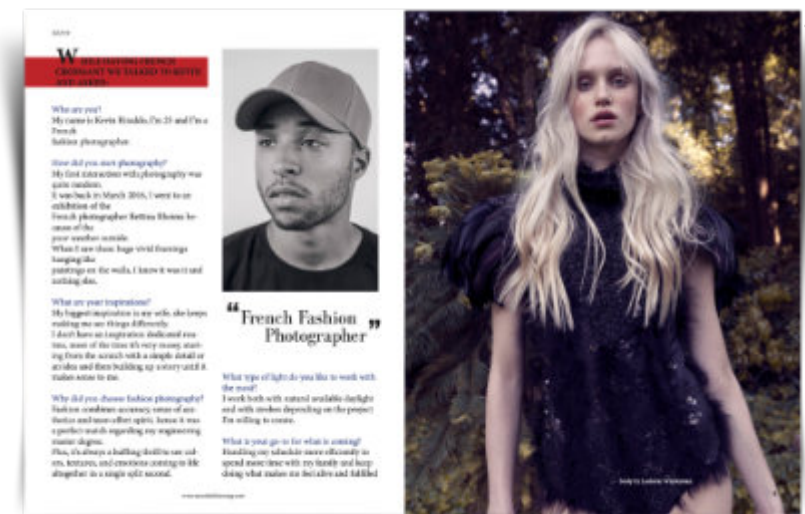 WHILE HAVING FRENCH
CROISSANT WE TALKED TO KEVIN
AND ASKED:
Who are you?
My name is Kevin I'm 25 and I'm a
French
fashion photographer.
How did you start photography?
My first interaction with photography was
quite random.
It was back in March 2016, I went to an
exhibition of the
French photographer Bettina Rheims be-
cause of the
poor weather outside.
When I saw those huge vivid framings
hanging like
paintings on the walls, I knew it was it and
nothing else.
What are your inspirations?
My biggest inspiration is my wife, she keeps
making me see things differently.
I don't have an inspiration dedicated rou-
tine, most of the time it's very messy, start-
ing from the scratch with a simple detail or
an idea and then building up a story until it
makes sense to me.
Why did you choose fashion photography?
Fashion combines accuracy, sense of aes-
thetics and team effort spirit, hence it was
a perfect match regarding my engineering
master degree.
Plus, it's always a baffling thrill to see col-
ors, textures, and emotions coming to life
altogether in a single split second.
“French Fashion
Photographer”
What type of light do you like to work with
the most?
I work both with natural available daylight
and with strobes depending on the project
I'm willing to create.
What is your go-to for what is coming?
Handling my schedule more efficiently to
spend more time with my family and keep
doing what makes me feel alive and fulfilled
body by